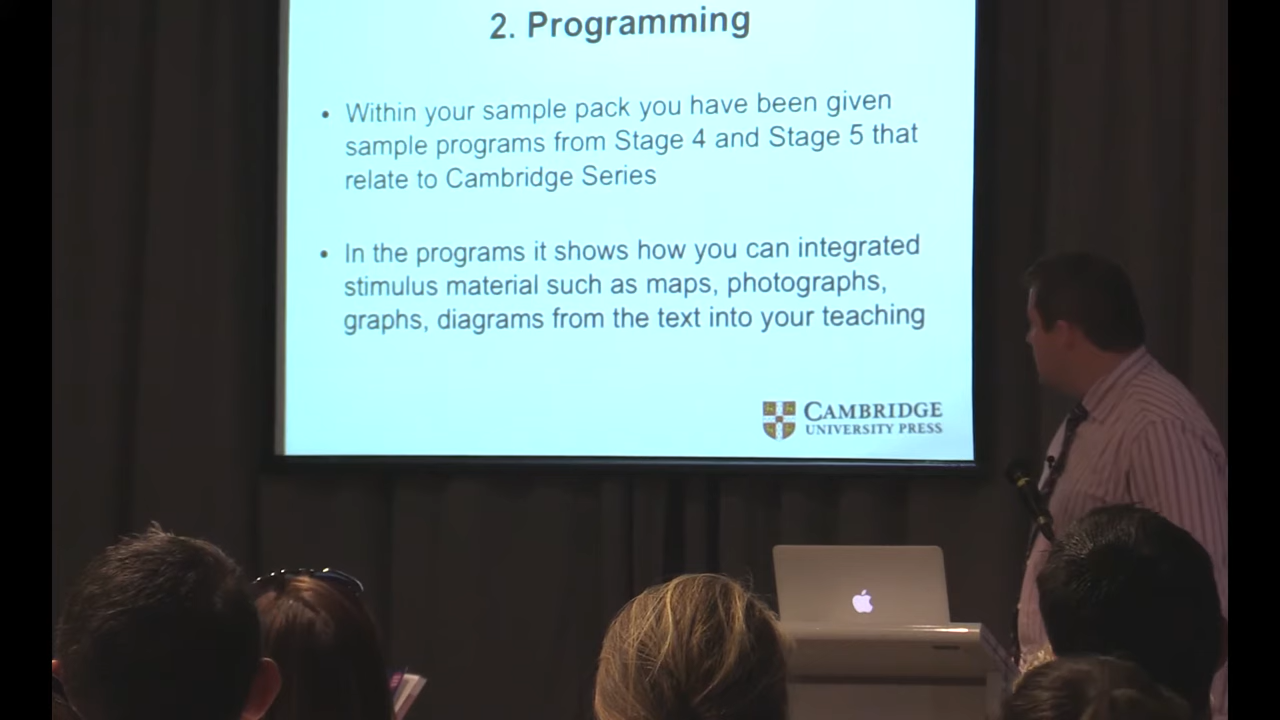 2. Programming
• Within your sample pack you have been given
sample programs from Stage 4 and Stage 5 that
relate to Cambridge Series
• In the programs it shows how you can integrated
stimulus material such as maps, photographs,
graphs, diagrams from the text into your teaching
CAMBRIDGE
UNIVERSITY PRESS